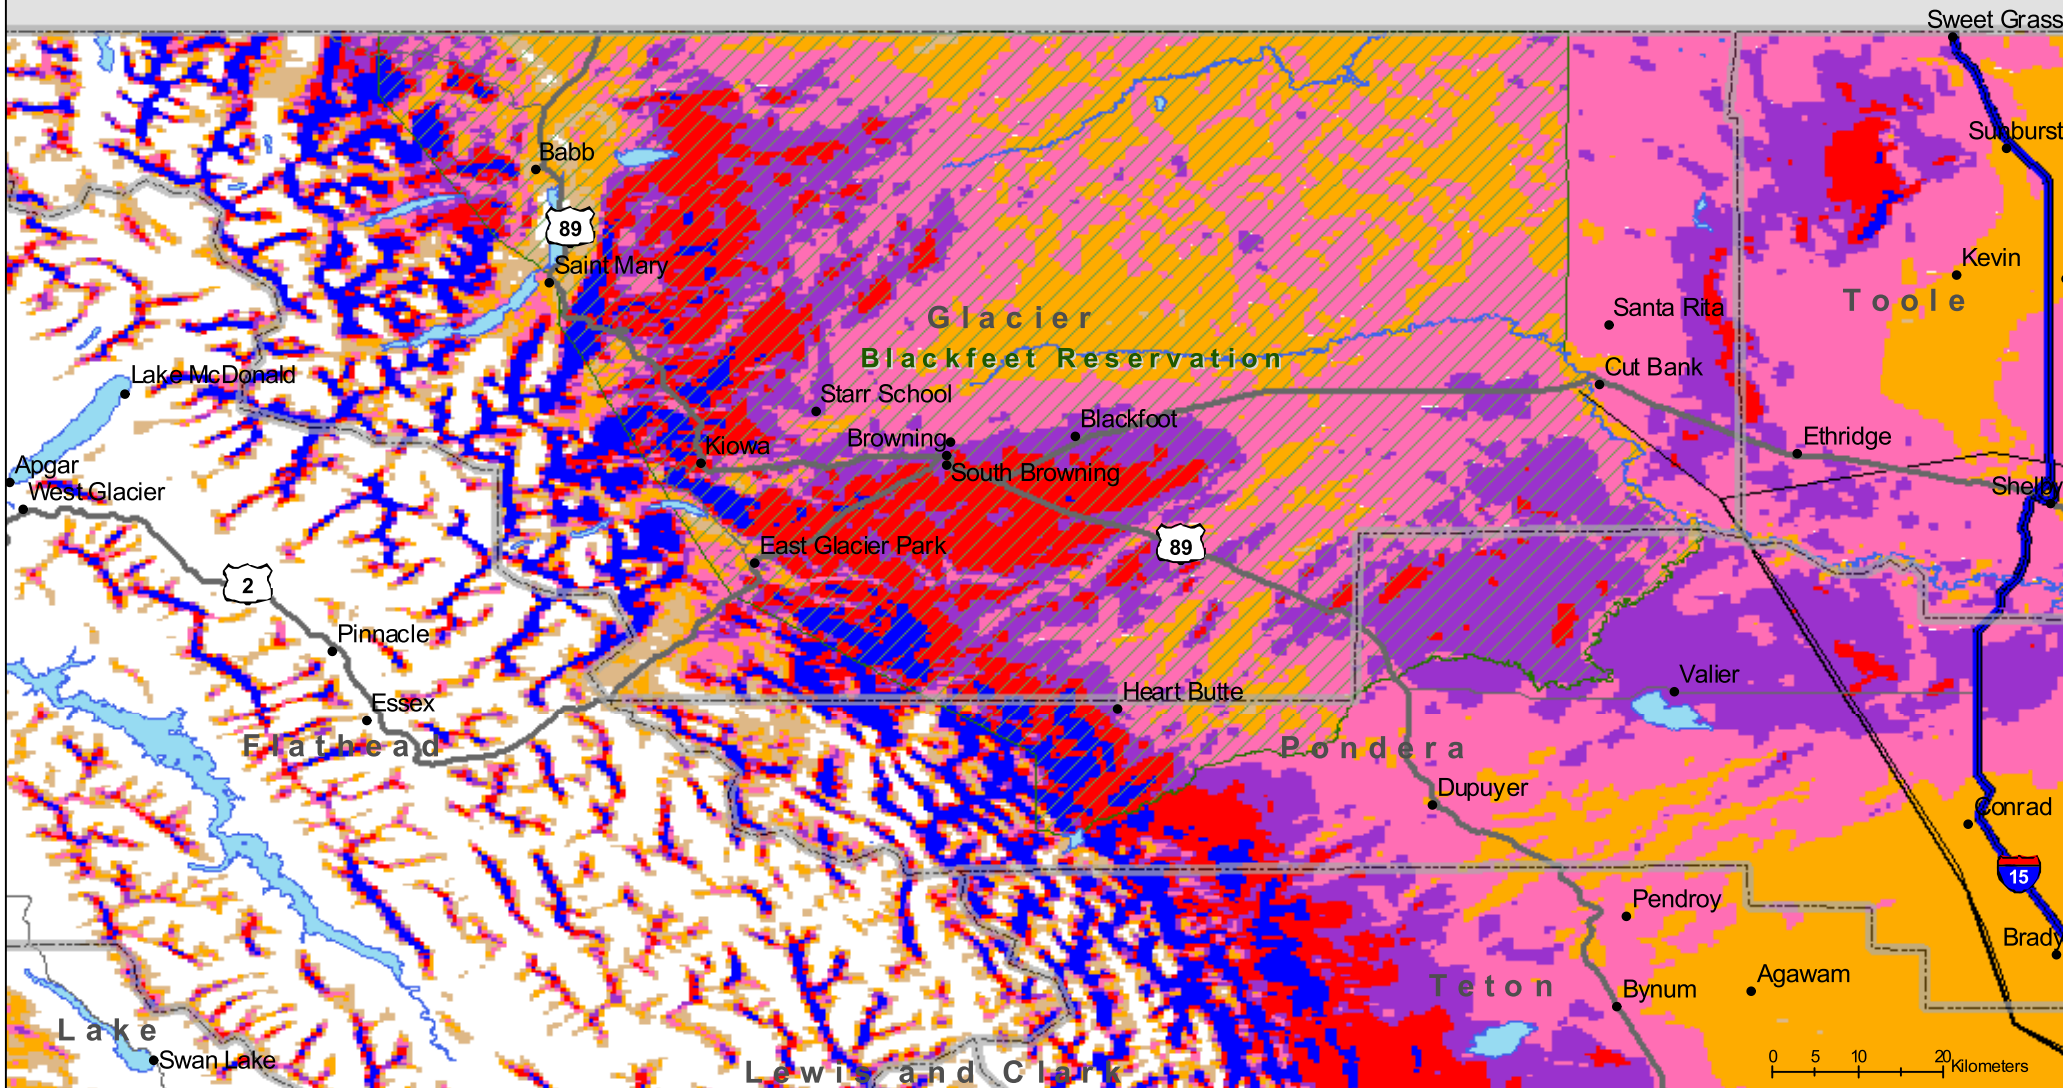 Sweet Grass
Sunburst
Babb
89
Saint Mary
Kevin
Toole
Santa Rita
Glacier
Blackfeet Reservation
Cut Bank
Lake McDonald
Starr School
Blackfoot
Browning
Kiowa
Ethridge
South Browning
Apgar
West Glacier
Shelby
East Glacier Park
89
2
Pinnacle
Valier
Heart Butte
Essex
Flathead
Pondera
Dupuyer
Conrad
15
Pendroy
Brady
Agawam
Teton
Bynum
Lake
Swan Lake
Lewis and Clark
0 5 10 20
Kilometers